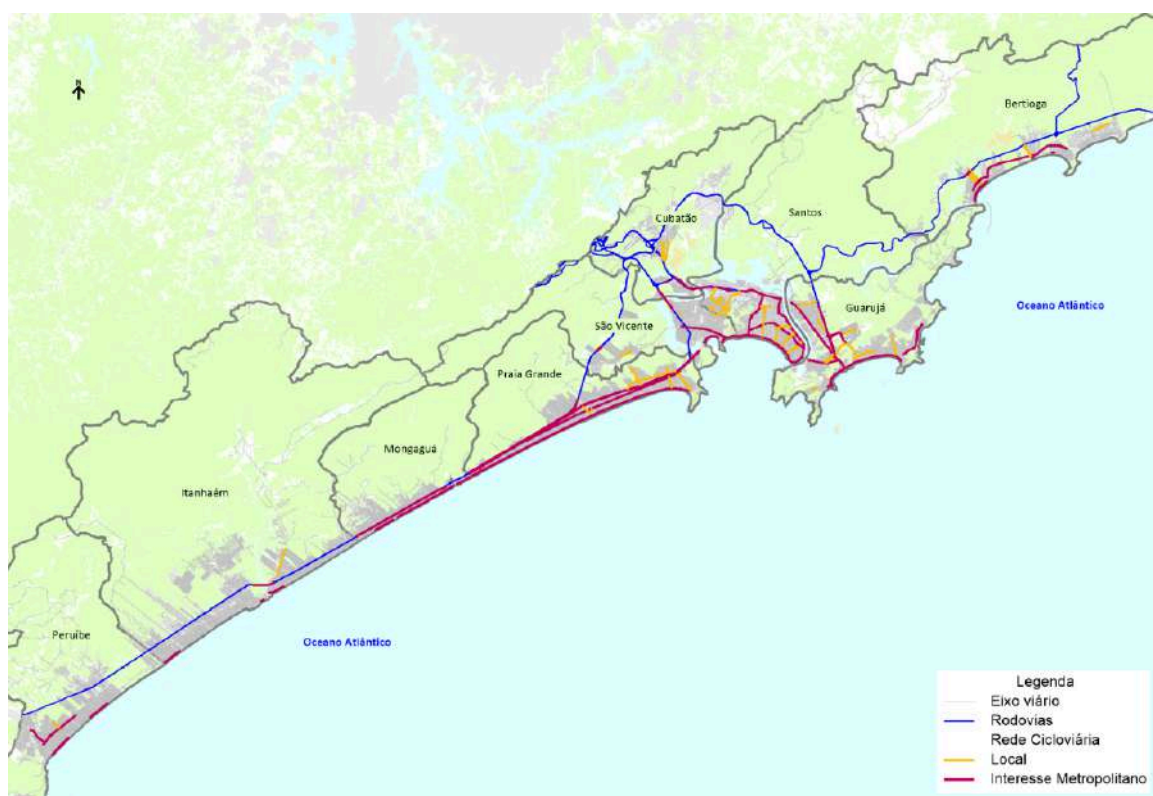 N
Bertioga
Cubatão
Santos
Oceano Atlântico
Guarujá
São Vicente
Praia Grande
Mongaguá
Itanhaém
Peruíbe
Oceano Atlântico
Legenda
Eixo viário
Rodovias
Rede Cicloviária
Local
Interesse Metropolitano